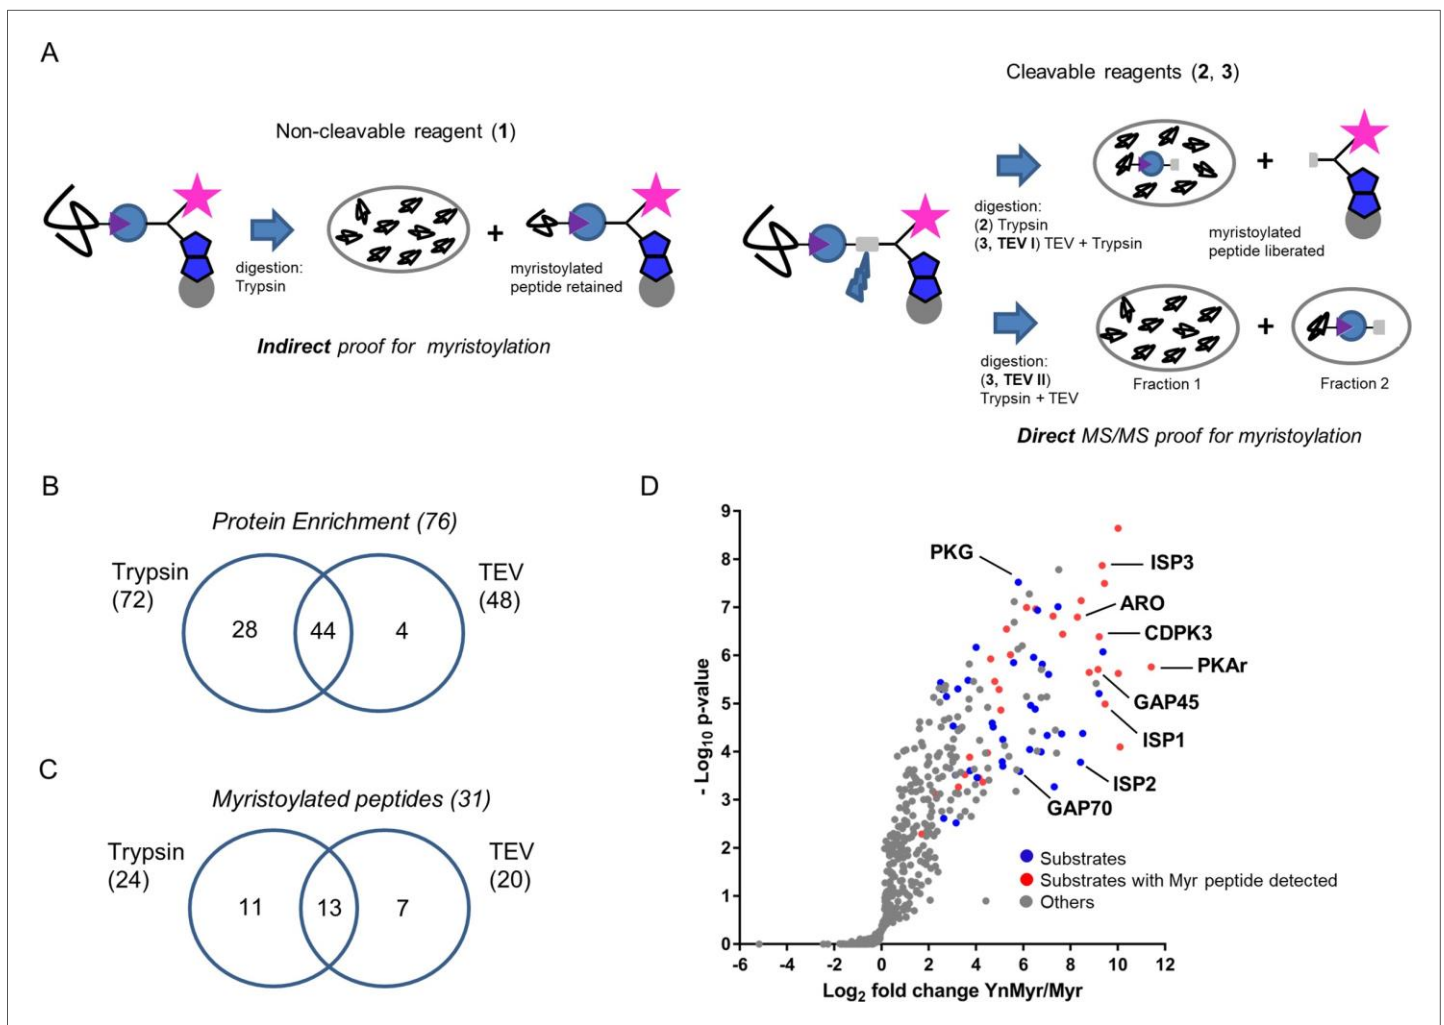 A
Non-cleavable reagent (1)
digestion:
Trypsin
+
myristoylated
peptide retained
Indirect proof for myristoylation
Cleavable reagents (2, 3)
digestion:
(2) Trypsin
(3, TEV I) TEV + Trypsin
+
myristoylated
peptide liberated
digestion:
(3, TEV II)
Trypsin + TEV
+
Fraction 1
Fraction 2
Direct MS/MS proof for myristoylation
B
Protein Enrichment (76)
Trypsin
(72)
TEV
(48)
28
44
4
C
Myristoylated peptides (31)
Trypsin
(24)
TEV
(20)
11
13
7
D
- Log10 p-value
9
8
7
6
5
4
3
2
1
0
-6
-4
-2
0
2
4
6
8
10
12
Log2 fold change YnMyr/Myr
PKG
ISP3
ARO
CDPK3
PKAr
GAP45
ISP1
ISP2
GAP70
Substrates
Substrates with Myr peptide detected
Others